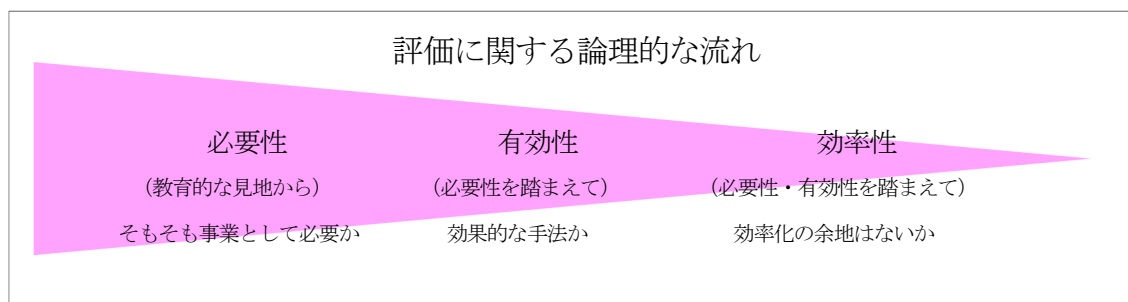 評価に関する論理的な流れ
必要性 有効性 効率性
（教育的な見地から） （必要性を踏まえて） （必要性・有効性を踏まえて）
そもそも事業として必要か 効果的な手法か 効率化の余地はないか